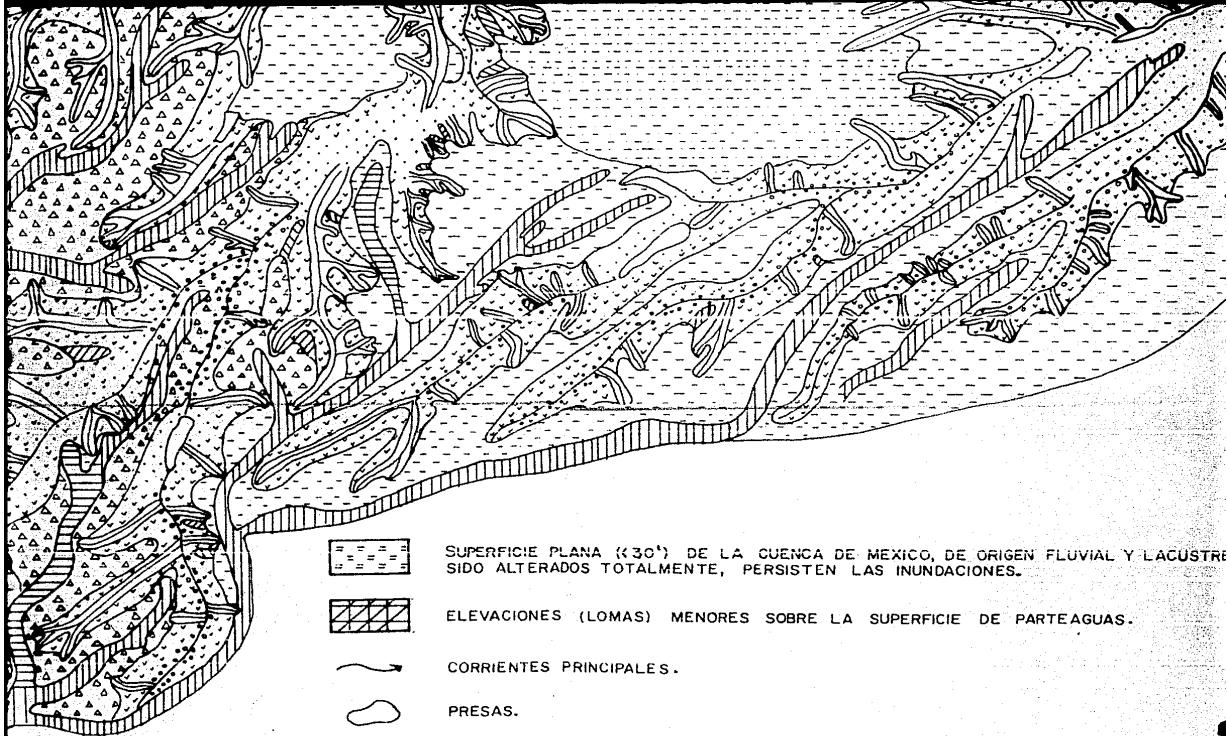 SUPERFICIE PLANA (<30') DE LA CUENCA DE MEXICO, DE ORIGEN FLUVIAL Y LACUSTRE
SIDO ALTERADOS TOTALMENTE, PERSISTEN LAS INUNDACIONES.
ELEVACIONES (LOMAS) MENORES SOBRE LA SUPERFICIE DE PARTEAGUAS.
CORRIENTES PRINCIPALES.
PRESAS.